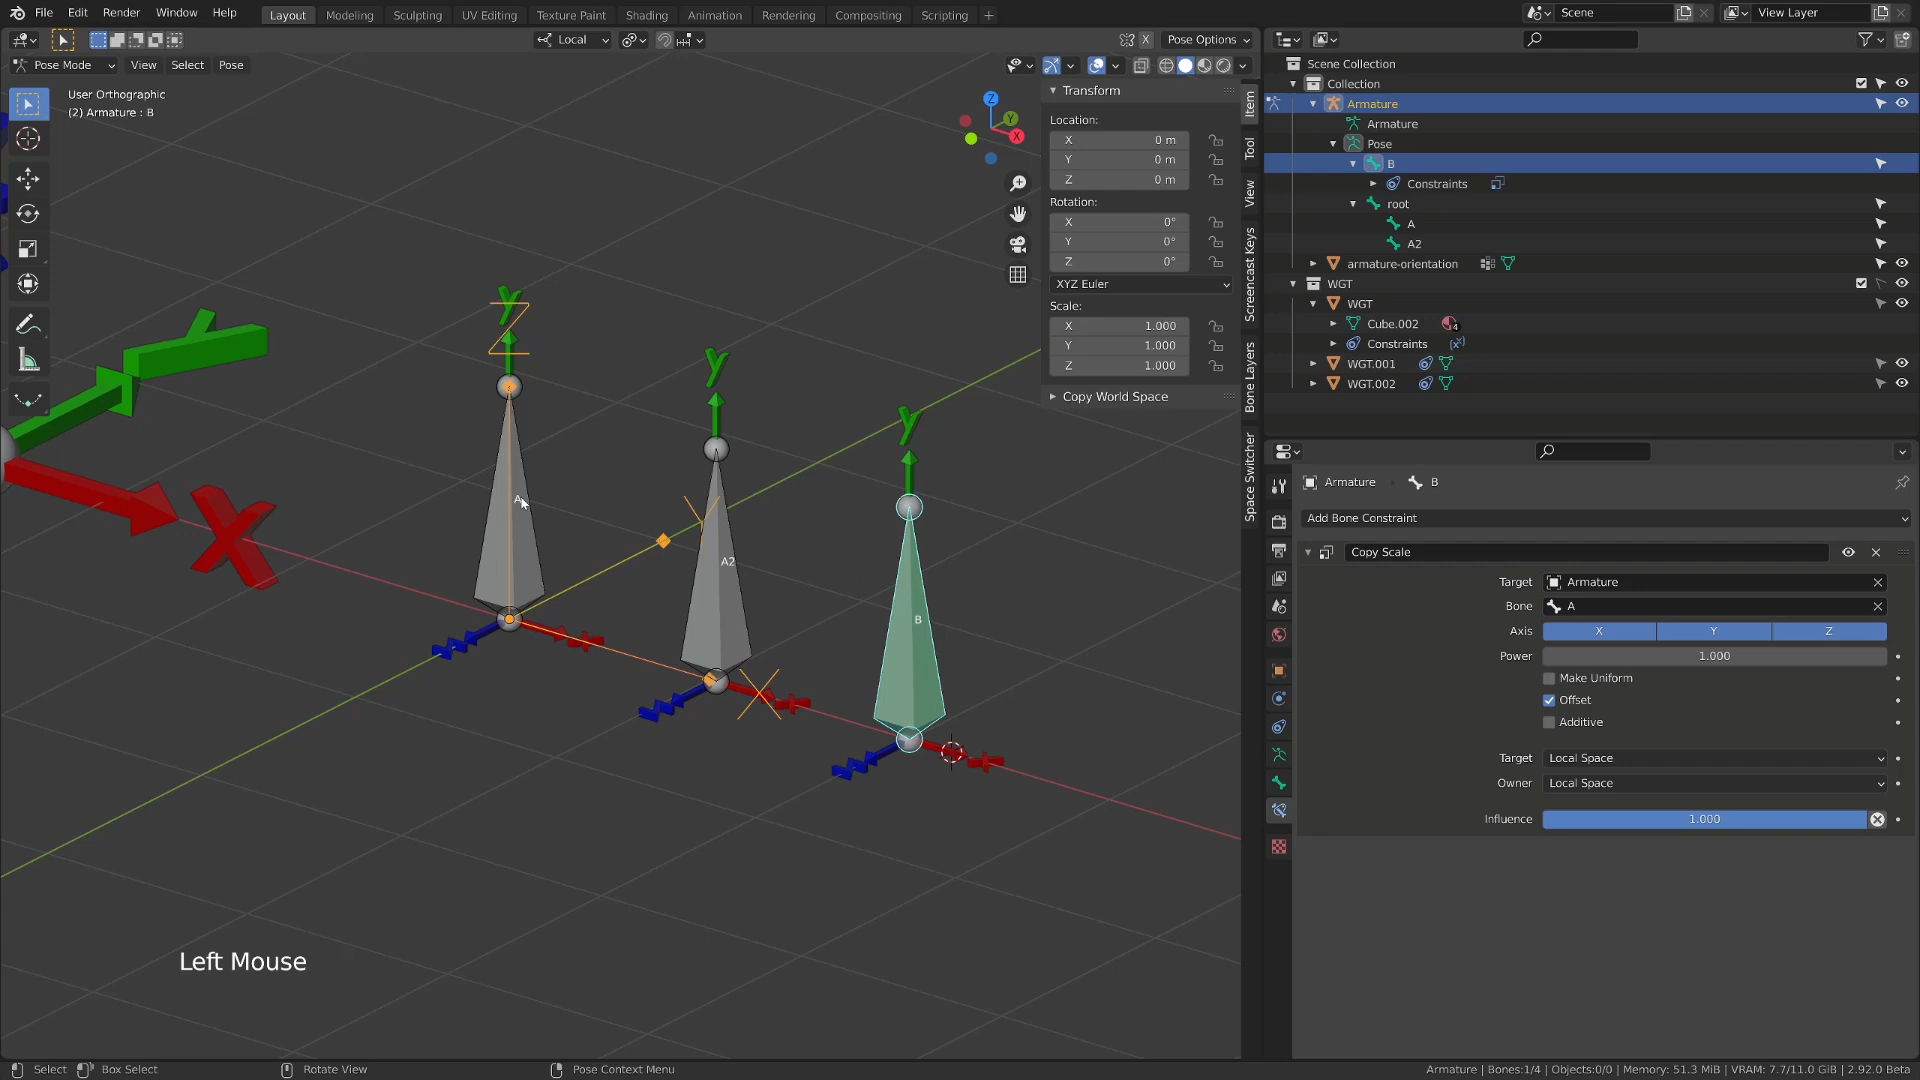 File Edit Render Window Help
Layout Modeling Sculpting UV Editing Texture Paint Shading Animation Rendering Compositing Scripting +
Scene
View Layer
Local
X Pose Options
Pose Mode View Select Pose
User Orthographic
(2) Armature : B
Z
Y
X
Transform
Location:
X 0 m
Y 0 m
Z 0 m
Rotation:
X 0°
Y 0°
Z 0°
XYZ Euler
Scale:
X 1.000
Y 1.000
Z 1.000
Copy World Space
Item
Tool
View
Screencast Keys
Bone Layers
Space Switcher
Y
X
Y
Z
Y
Y
Y
X
A
A2
B
Left Mouse
Scene Collection
Collection
Armature
Armature
Pose
B
Constraints
root
A
A2
armature-orientation
WGT
WGT
Cube.002 4
Constraints
WGT.001
WGT.002
Armature B
Add Bone Constraint
Copy Scale
Target Armature
Bone A
Axis X Y Z
Power 1.000
Make Uniform
Offset
Additive
Target Local Space
Owner Local Space
Influence 1.000
Select Box Select Rotate View Pose Context Menu
Armature | Bones:1/4 | Objects:0/0 | Memory: 51.3 MiB | VRAM: 7.7/11.0 GiB | 2.92.0 Beta